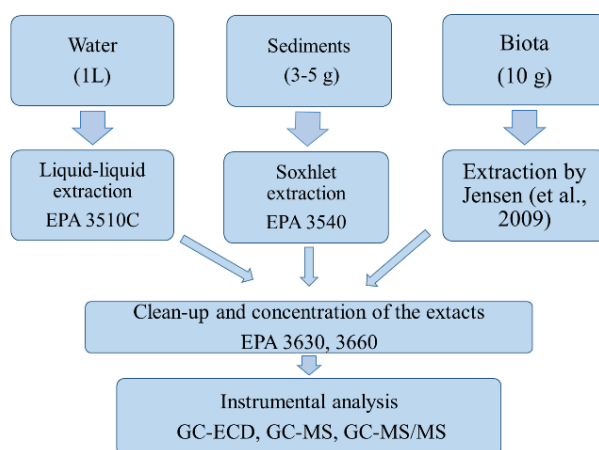 Water
(1L)
Sediments
(3-5 g)
Biota
(10 g)
Liquid-liquid
extraction
EPA 3510C
Soxhlet
extraction
EPA 3540
Extraction by
Jensen (et al.,
2009)
Clean-up and concentration of the extacts
EPA 3630, 3660
Instrumental analysis
GC-ECD, GC-MS, GC-MS/MS